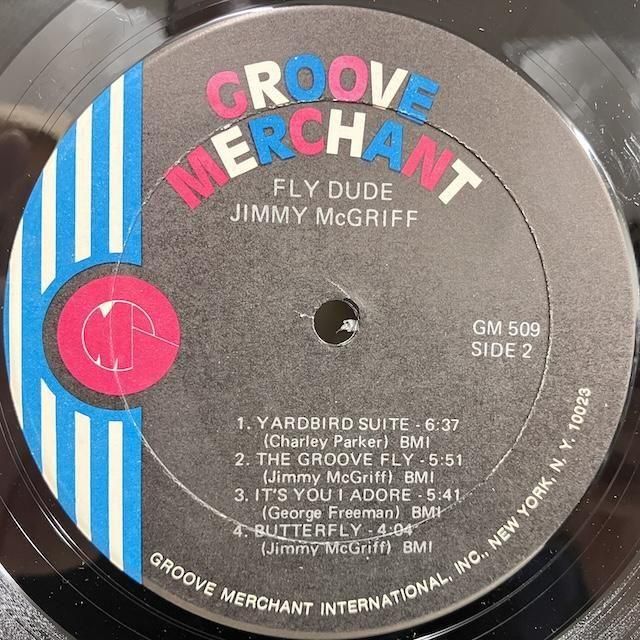 GROOVE
MERCHANT
FLY DUDE
JIMMY McGRIFF
GM 509
SIDE 2
1. YARDBIRD SUITE - 6:37
(Charley Parker) BMI
2. THE GROOVE FLY - 5:51
(Jimmy McGriff) BMI
3. IT'S YOU I ADORE - 5:41
(George Freeman) BMI
4. BUTTERFLY - 4:04
(Jimmy McGriff) BMI
GROOVE MERCHANT INTERNATIONAL, INC., NEW YORK, N. Y. 10023